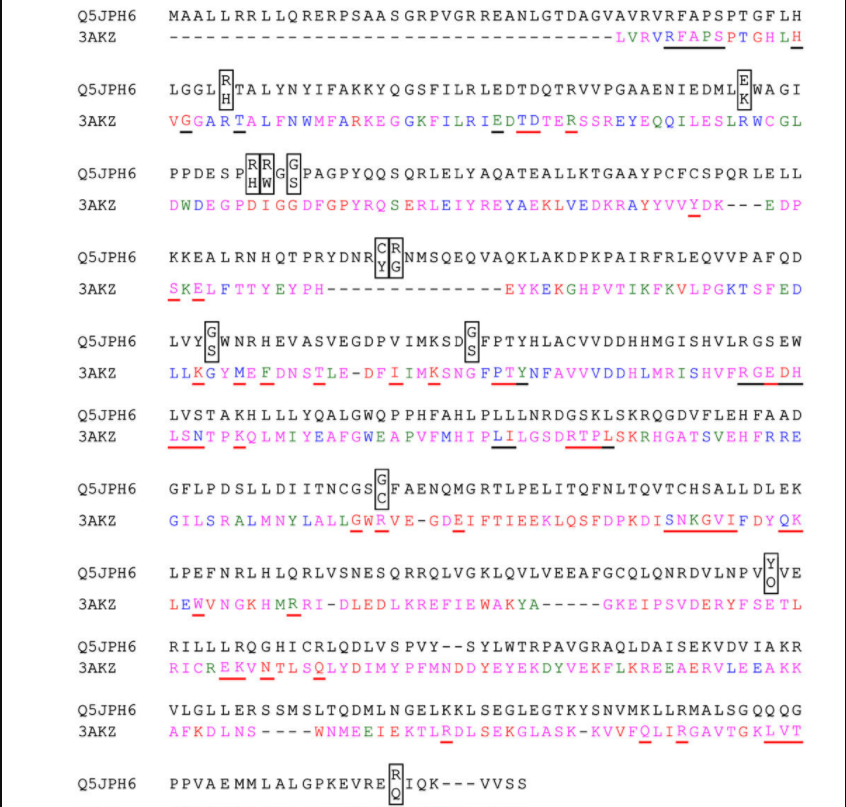 Q5JPH6 MAALLRRLLQRERPSAASGRPVGRREANLGTDAGVAVRVRFAPSPTGFLH
3AKZ ----------------------------------LVRVRFAPSPTGHLH
Q5JPH6 LGGLRTALYNYIFAKKYQGSFILRLEDTDQTRVVPGAAENIEDMLEWAGI
H K
3AKZ VGGARTALFNWMFARKEGGKFILRIEDTDTERSSREYEQQILESLRWCGL
Q5JPH6 PPDESPRRGGPAGPYQQSQRLELYAQATEALLKTGAAYPCFCSPQRLELL
H W S
3AKZ DWDEGPDIGGDFGPYRQSERLEIYREYAEKLVEDKRAYYVVYDK---EDP
Q5JPH6 KKEALRNHQTPRYDNRCRNMSQEQVAQKLAKDPKPAIRFRLEQVVPAFQD
Y G
3AKZ SKELFTTYEYPH--------------EYKEKGHPVTIKFKVLPGKTSFED
Q5JPH6 LVYGWNRHEVASVEGDPVIMKSDGFPTYHLACVVDDHHMGISHVLRGSEW
S S
3AKZ LLKGYMEFDNSTLE-DFIIMKSNGFPTYNFAVVVDDHLMRISHVFRGEDH
Q5JPH6 LVSTAKHLLLYQALGWQPPHFAHLPLLLNRDGSKLSKRQGDVFLEHFAAD
3AKZ LSNTPKQLMIYEAFGWEAPVFMHIPLILGSDRTPLSKRHGATSVEHFRRE
Q5JPH6 GFLPDSLLDIITNCGSGFAENQMGRTLPELITQFNLTQVTCHSALLDLEK
C
3AKZ GILSRALMNYLALLGWRVE-GDEIFTIEEKLQSFDPKDISNKGVIFDYQK
Q5JPH6 LPEFNRLHLQRLVSNESQRRQLVGKLQVLVEEAFGCQLQNRDVLNPVYVE
O
3AKZ LEWVNGKHMRRI-DLEDLKREFIEWAKYA-----GKEIPSVDERYFSETL
Q5JPH6 RILLLRQGHICRLQDLVSPVY--SYLWTRPAVGRAQLDAISEKVDVIAKR
3AKZ RICREKVNTLSQLYDIMYPFMNDDYEYEKDYVEKFLKREEAERVLEEAKK
Q5JPH6 VLGLLERSSMSLTQDMLNGELKKLSEGLEGTKYSNVMKLLRMALSGQQQG
3AKZ AFKDLNS----WNMEEIEKTLRDLSEKGLASK-KVVFQLIRGAVTGKLVT
Q5JPH6 PPVAEMMLALGPKEVRERIQK---VVSS
Q